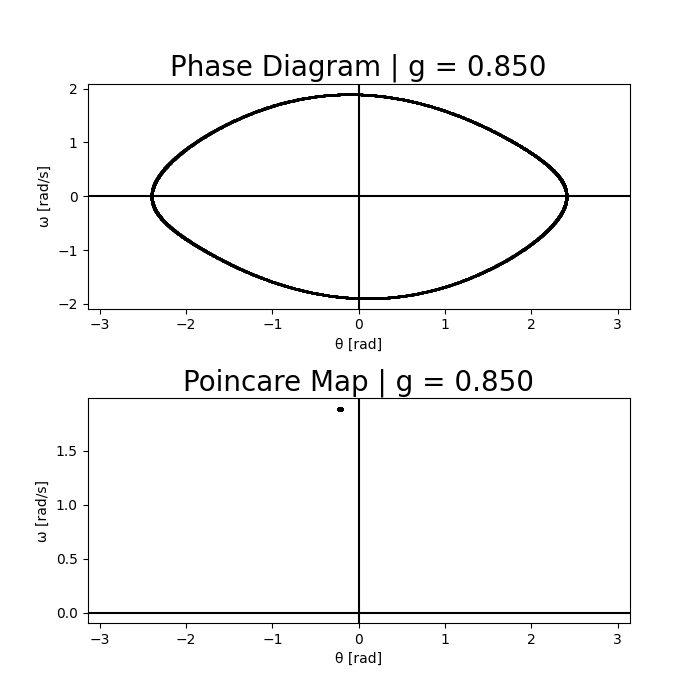 Phase Diagram | g = 0.850
2
1
0
−1
−2
ω [rad/s]
−3 −2 −1 0 1 2 3
θ [rad]
Poincare Map | g = 0.850
1.5
1.0
0.5
0.0
ω [rad/s]
−3 −2 −1 0 1 2 3
θ [rad]